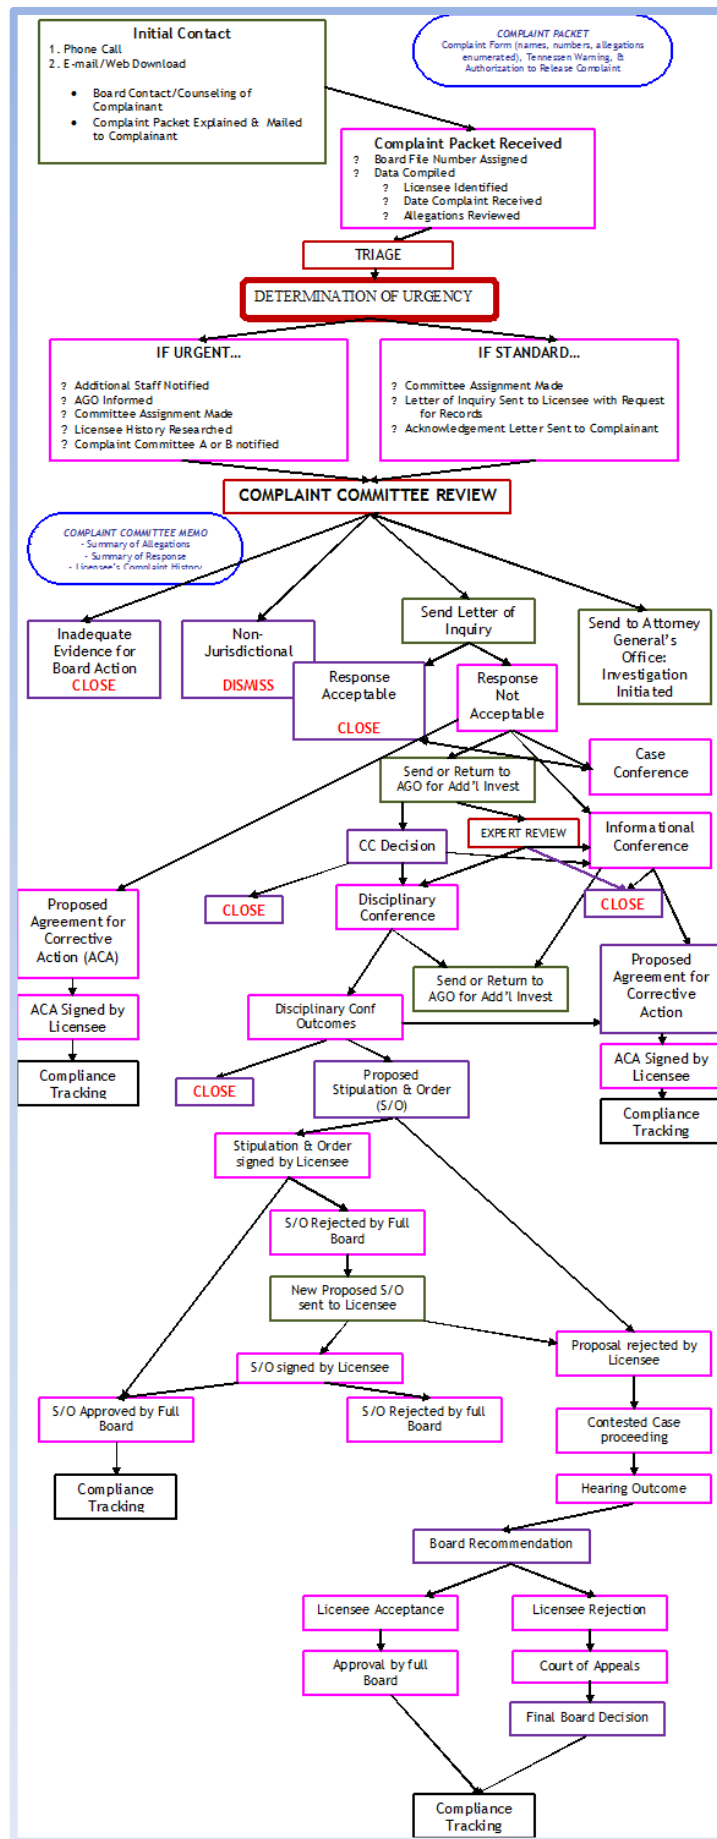 Initial Contact
1. Phone Call
2. E-mail/Web Download
• Board Contact/Counseling of
Complainant
• Complaint Packet Explained & Mailed
to Complainant
COMPLAINT PACKET
Complaint Form (names, numbers, allegations
enumerated), Tennessen Warning, &
Authorization to Release Complaint
Complaint Packet Received
? Board File Number Assigned
? Data Compiled
? Licensee Identified
? Date Complaint Received
? Allegations Reviewed
TRIAGE
DETERMINATION OF URGENCY
IF URGENT...
? Additional Staff Notified
? AGO Informed
? Committee Assignment Made
? Licensee History Researched
? Complaint Committee A or B notified
IF STANDARD...
? Committee Assignment Made
? Letter of Inquiry Sent to Licensee with Request
for Records
? Acknowledgement Letter Sent to Complainant
COMPLAINT COMMITTEE REVIEW
COMPLAINT COMMITTEE MEMO
- Summary of Allegations
- Summary of Response
- Licensee's Complaint History
Inadequate
Evidence for
Board Action
CLOSE
Non-
Jurisdictional
DISMISS
Send Letter of
Inquiry
Send to Attorney
General's
Office:
Investigation
Initiated
Response
Acceptable
CLOSE
Response
Not
Acceptable
Case
Conference
Send or Return to
AGO for Add'l Invest
EXPERT REVIEW
Informational
Conference
CC Decision
CLOSE
Disciplinary
Conference
CLOSE
Proposed
Agreement for
Corrective
Action (ACA)
Send or Return to
AGO for Add'l Invest
Proposed
Agreement for
Corrective
Action
ACA Signed by
Licensee
Disciplinary Conf
Outcomes
ACA Signed by
Licensee
Compliance
Tracking
CLOSE
Proposed
Stipulation & Order
(S/O)
Compliance
Tracking
Stipulation & Order
signed by Licensee
S/O Rejected by Full
Board
New Proposed S/O
sent to Licensee
Proposal rejected by
Licensee
S/O signed by Licensee
S/O Approved by Full
Board
S/O Rejected by full
Board
Contested Case
proceeding
Compliance
Tracking
Hearing Outcome
Board Recommendation
Licensee Acceptance
Licensee Rejection
Approval by full
Board
Court of Appeals
Final Board Decision
Compliance
Tracking